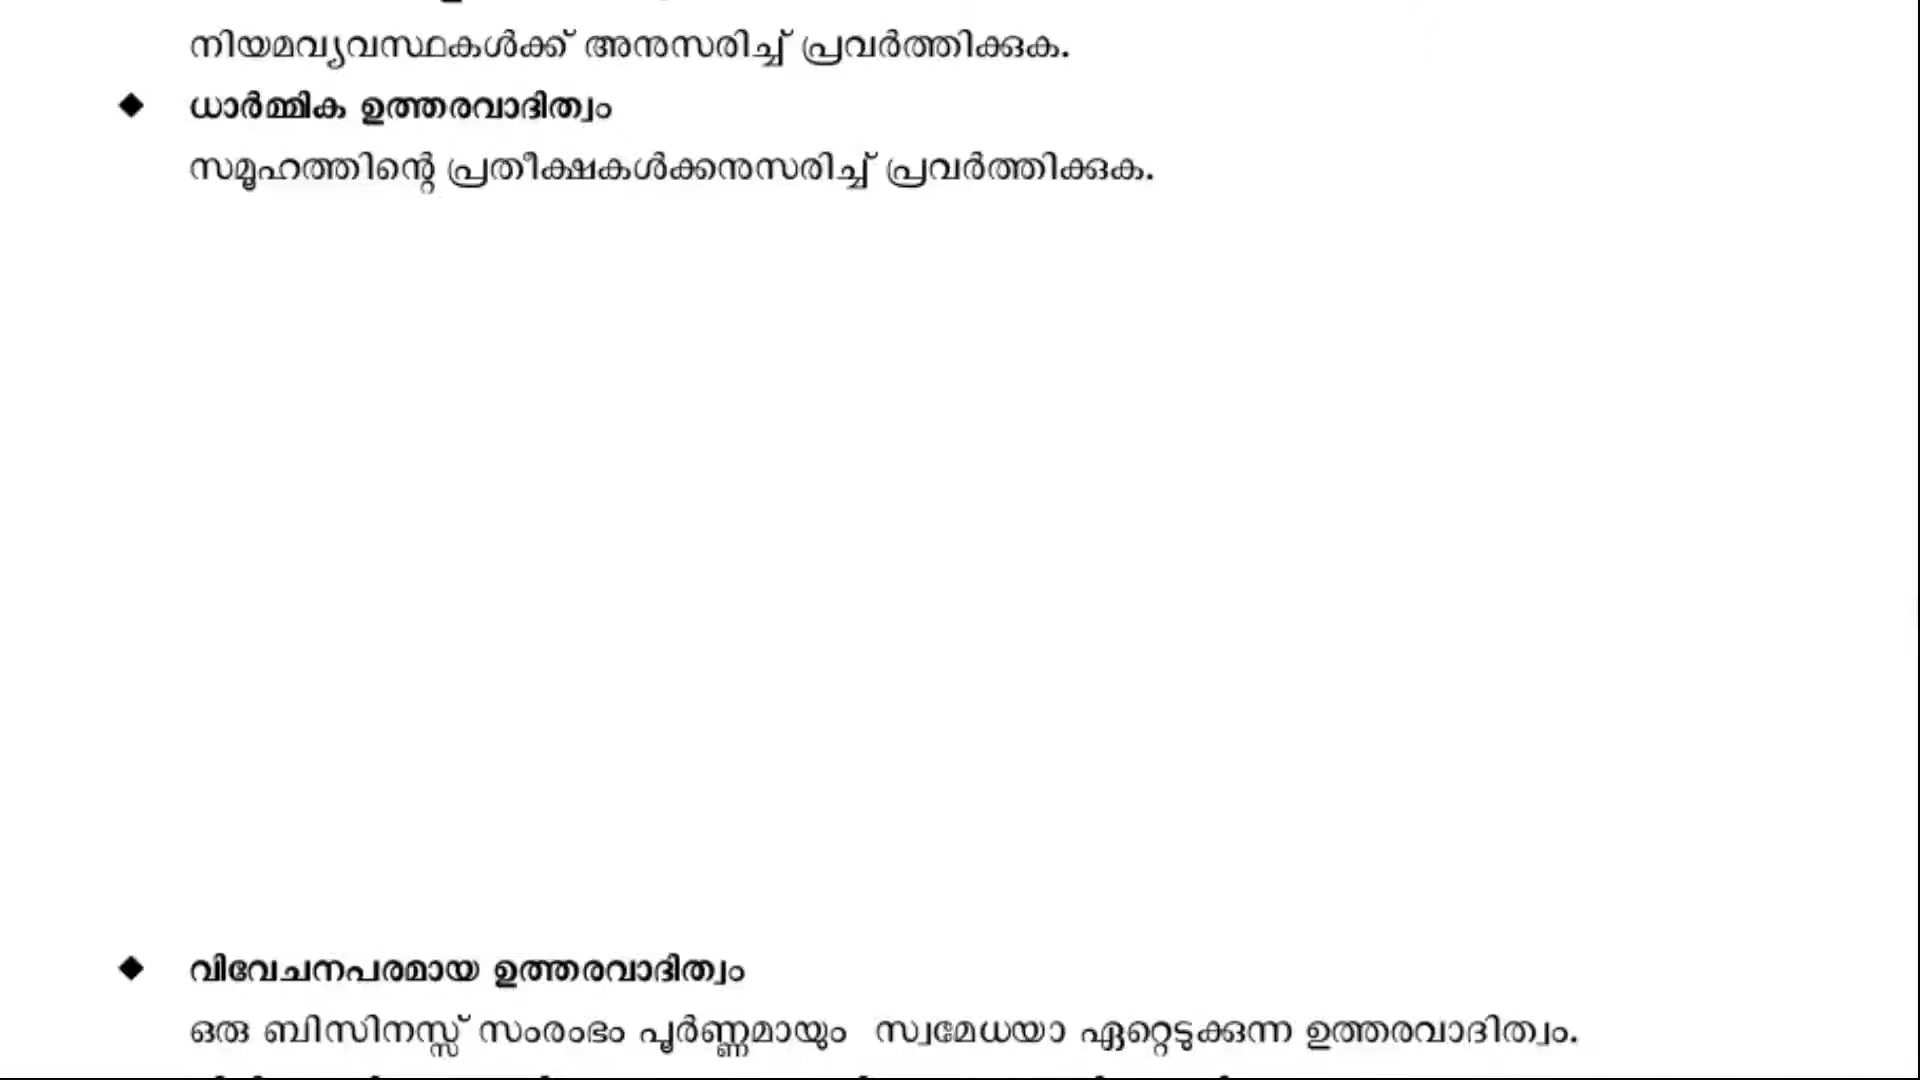 നിയമവ്യവസ്ഥകൾക്ക് അനുസരിച്ച് പ്രവർത്തിക്കുക.
◆ ധാർമ്മിക ഉത്തരവാദിത്വം
സമൂഹത്തിന്റെ പ്രതീക്ഷകൾക്കനുസരിച്ച് പ്രവർത്തിക്കുക.
◆ വിവേചനപരമായ ഉത്തരവാദിത്വം
ഒരു ബിസിനസ്സ് സംരംഭം പൂർണ്ണമായും സ്വമേധയാ ഏറ്റെടുക്കുന്ന ഉത്തരവാദിത്വം.